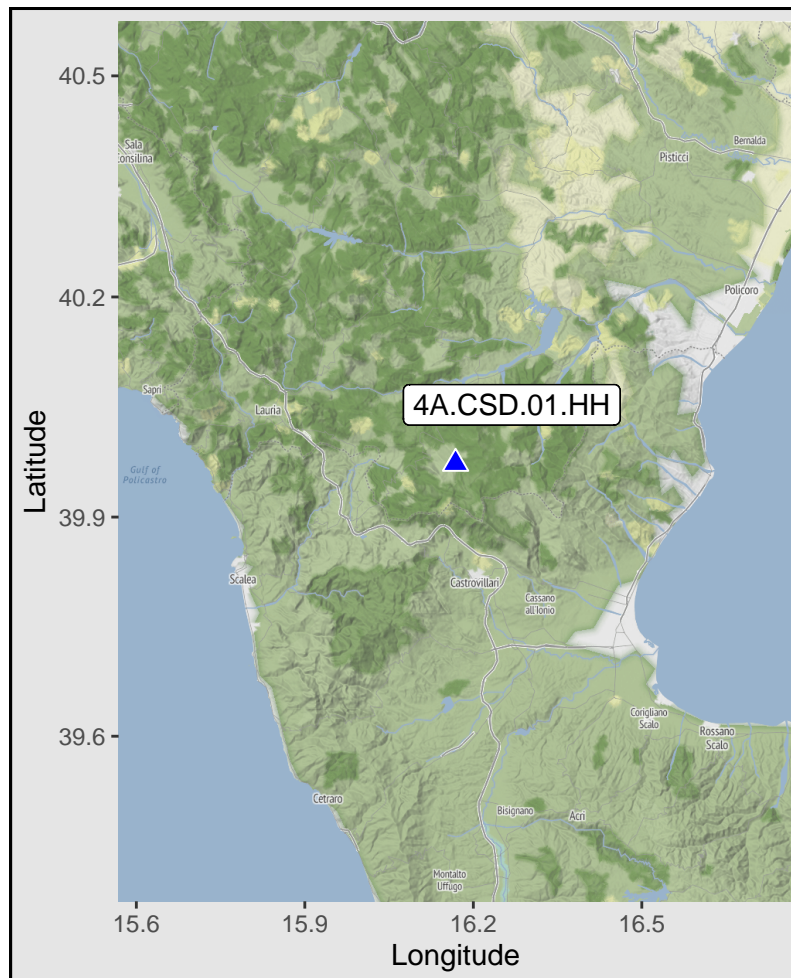 40.5
40.2
39.9
39.6
15.6
15.9
16.2
16.5
Latitude
Longitude
4A.CSD.01.HH
Sala
Consilina
Bernalda
Pisticci
Policoro
Sapri
Lauria
Gulf of
Policastro
Scalea
Castrovillari
Cassano
all'Ionio
Corigliano
Scalo
Rossano
Scalo
Cetraro
Bisignano
Acri
Montalto
Uffugo